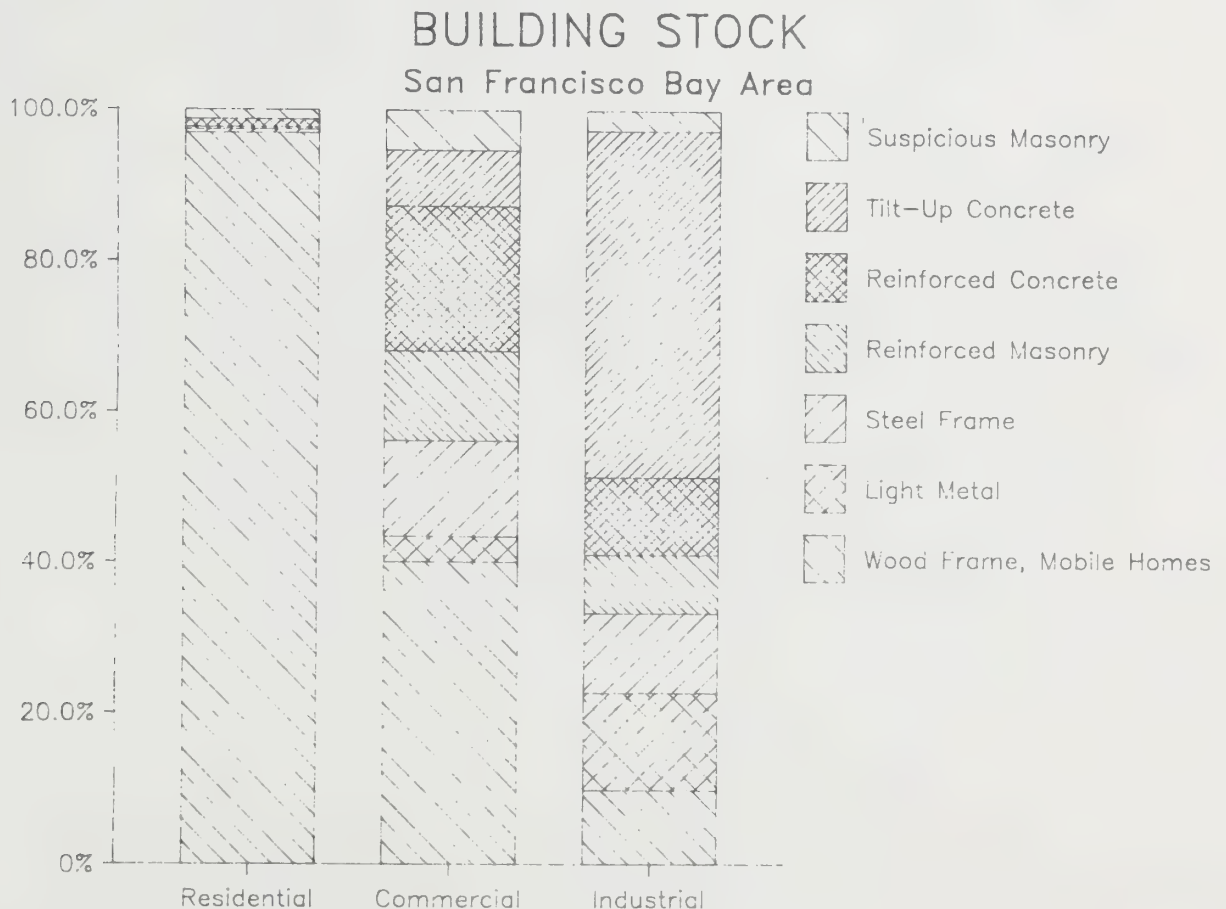 BUILDING STOCK
San Francisco Bay Area
100.0%
80.0%
60.0%
40.0%
20.0%
0%
Residential
Commercial
Industrial
Suspicious Masonry
Tilt-Up Concrete
Reinforced Concrete
Reinforced Masonry
Steel Frame
Light Metal
Wood Frame, Mobile Homes